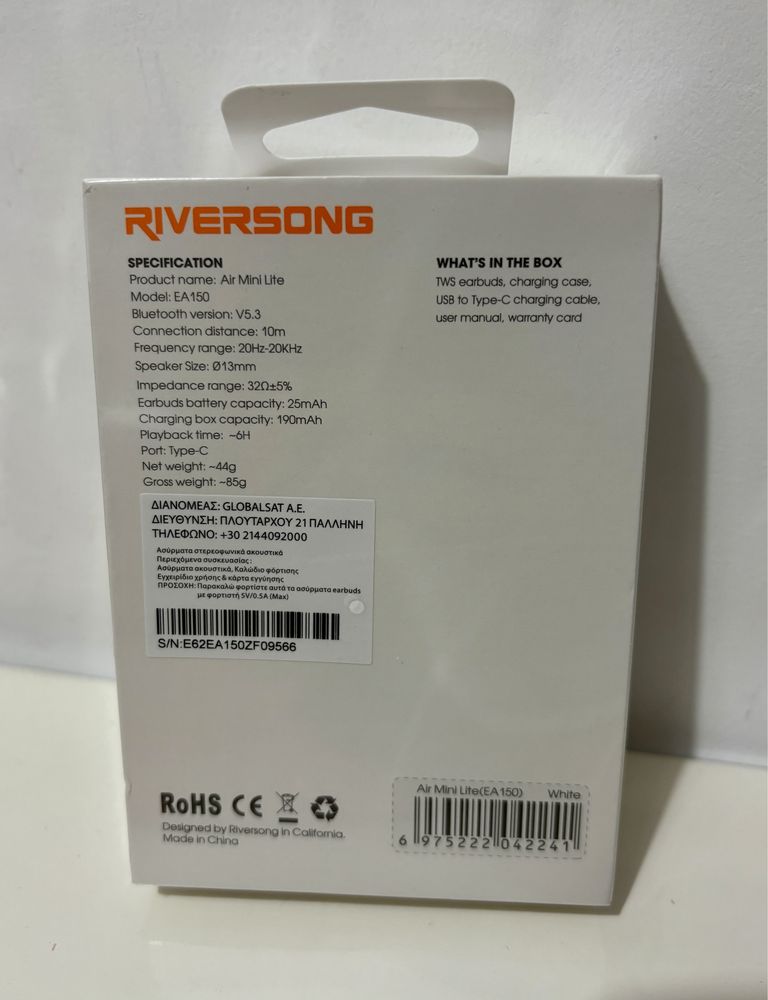 RIVERSONG
SPECIFICATION
Product name: Air Mini Lite
Model: EA150
Bluetooth version: V5.3
Connection distance: 10m
Frequency range: 20Hz-20KHz
Speaker Size: Ø13mm
Impedance range: 32Ω±5%
Earbuds battery capacity: 25mAh
Charging box capacity: 190mAh
Playback time: ~6H
Port: Type-C
Net weight: ~44g
Gross weight: ~85g
WHAT'S IN THE BOX
TWS earbuds, charging case,
USB to Type-C charging cable,
user manual, warranty card
ΔΙΑΝΟΜΕΑΣ: GLOBALSAT A.E.
ΔΙΕΥΘΥΝΣΗ: ΠΛΟΥΤΑΡΧΟΥ 21 ΠΑΛΛΗΝΗ
ΤΗΛΕΦΩΝΟ: +30 2144092000
Ασύρματα στερεοφωνικά ακουστικά
Περιεχόμενα συσκευασίας:
Ασύρματα ακουστικά, Καλώδιο φόρτισης
Εγχειρίδιο χρήσης & κάρτα εγγύησης
ΠΡΟΣΟΧΗ: Παρακαλώ φορτίστε αυτά τα ασύρματα earbuds
με φορτιστή 5V/0.5A (Max)
S/N:E62EA150ZF09566
RoHS CE
Designed by Riversong in California.
Made in China
Air Mini Lite(EA150) White
6 975222 042241